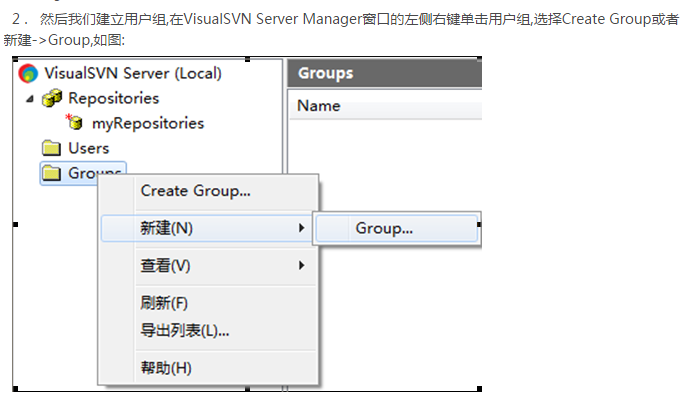 2． 然后我们建立用户组,在VisualSVN Server Manager窗口的左侧右键单击用户组,选择Create Group或者
新建->Group,如图:
VisualSVN Server (Local)
Groups
Repositories
Name
myRepositories
Users
Groups
Create Group...
新建(N)
Group...
查看(V)
刷新(F)
导出列表(L)...
帮助(H)